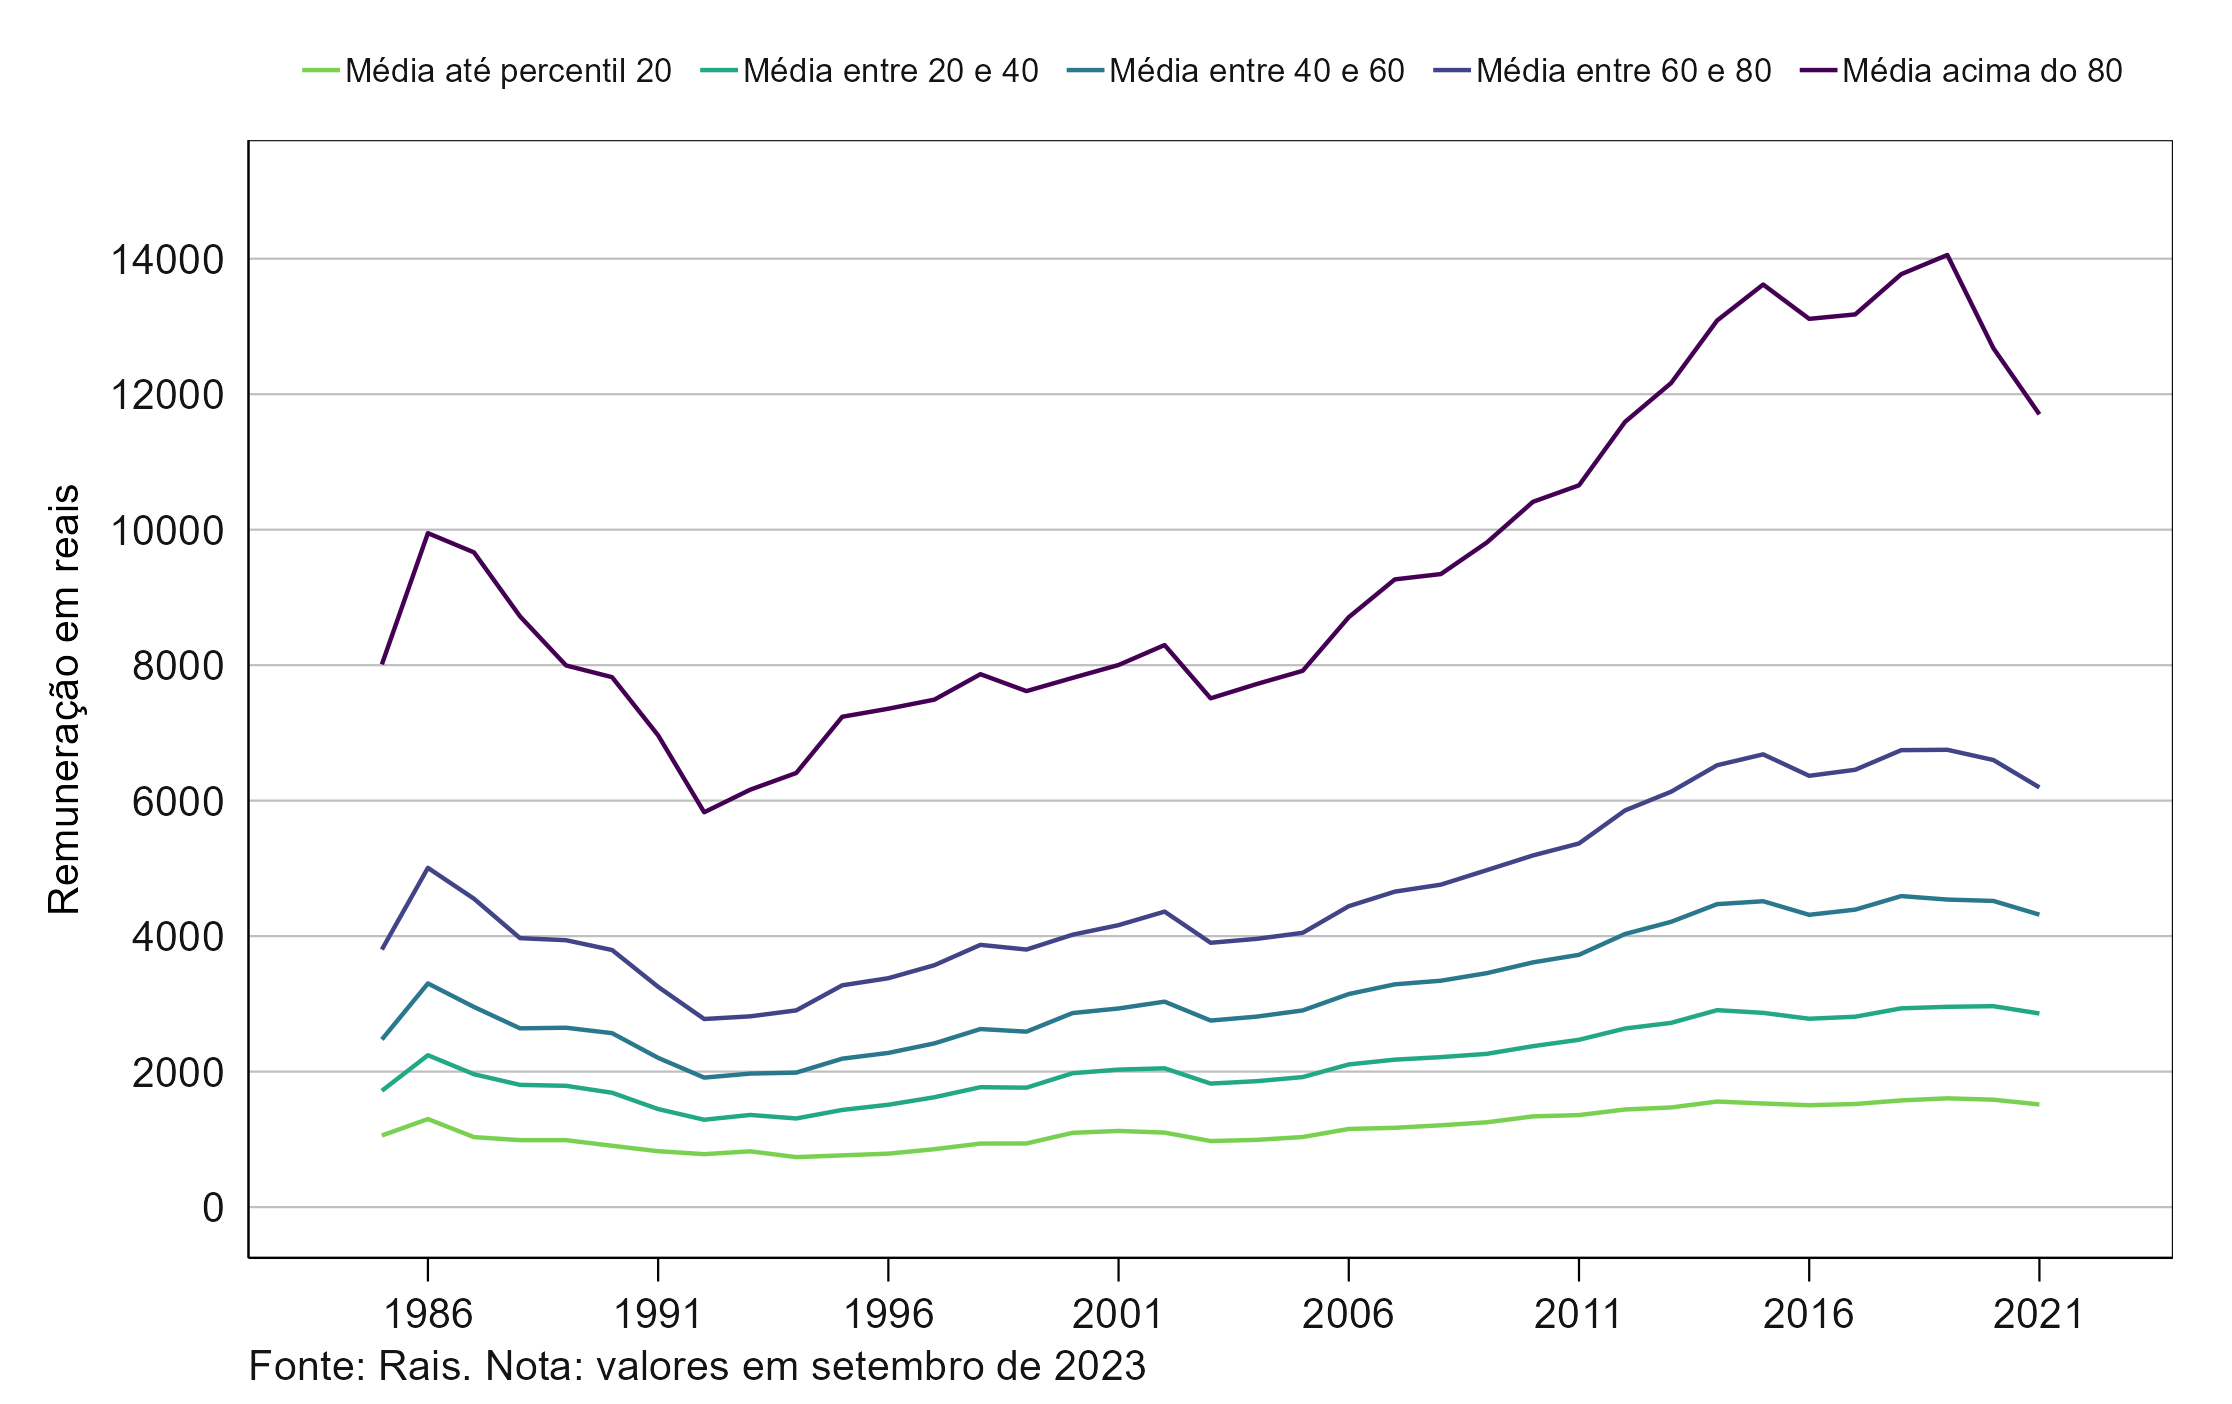 Média até percentil 20 Média entre 20 e 40 Média entre 40 e 60 Média entre 60 e 80 Média acima do 80
Remuneração em reais
14000
12000
10000
8000
6000
4000
2000
0
1986 1991 1996 2001 2006 2011 2016 2021
Fonte: Rais. Nota: valores em setembro de 2023